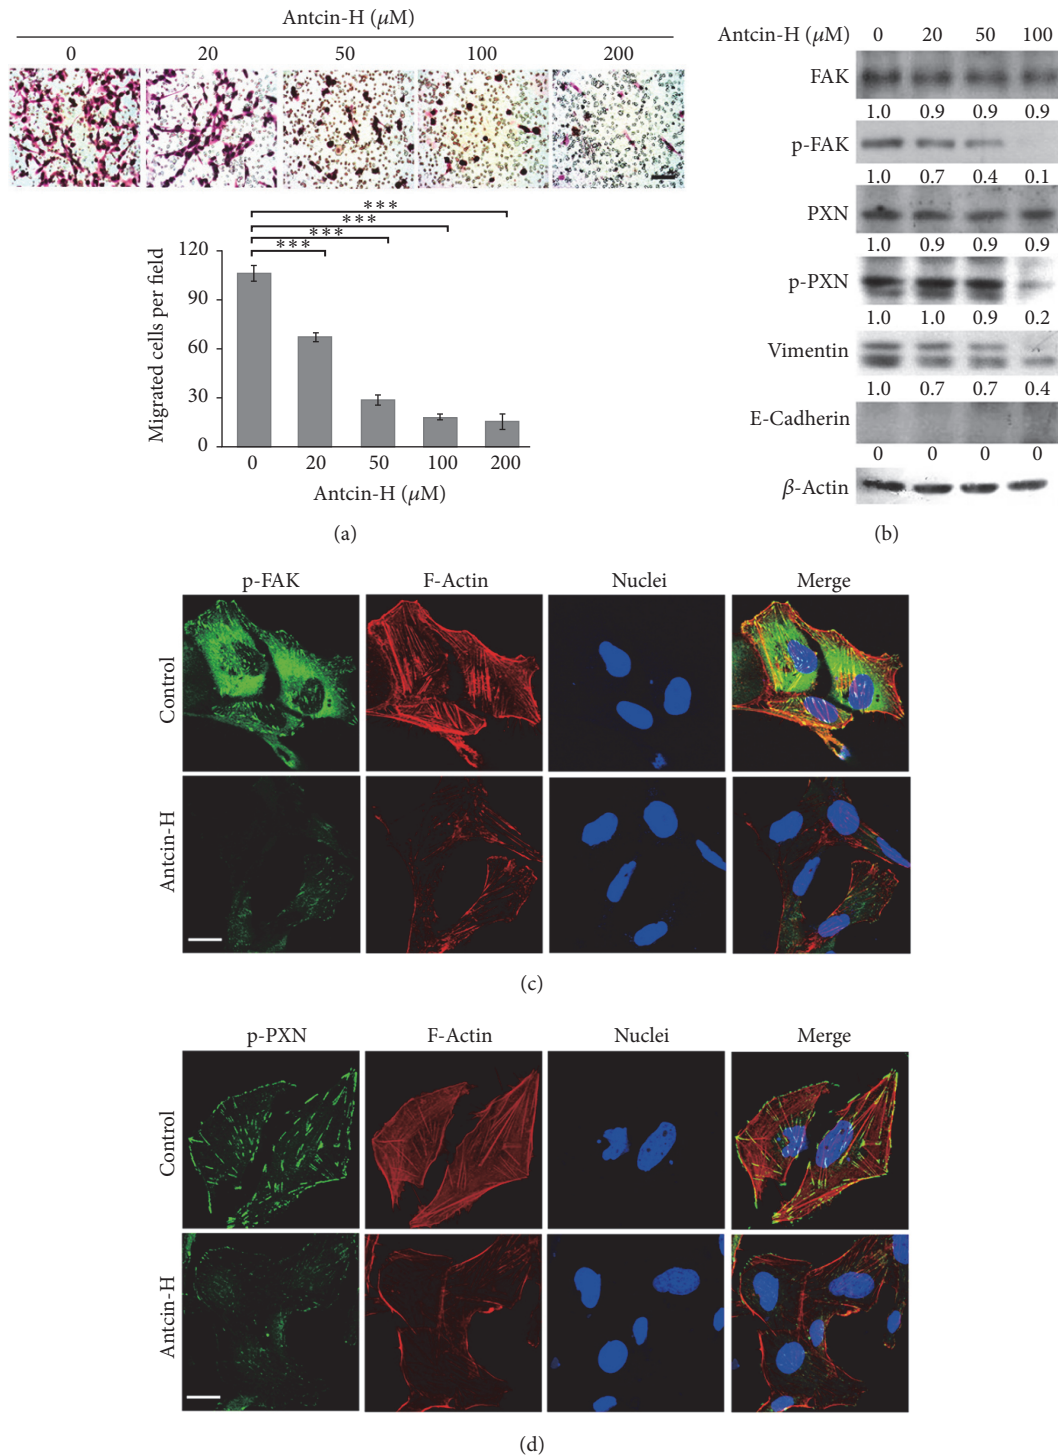 Antcin-H (μM)
0 20 50 100 200
*** 
***
***
***
Migrated cells per field
120
90
60
30
0
0 20 50 100 200
Antcin-H (μM)
(a)
Antcin-H (μM) 0 20 50 100
FAK
1.0 0.9 0.9 0.9
p-FAK
1.0 0.7 0.4 0.1
PXN
1.0 0.9 0.9 0.9
p-PXN
1.0 1.0 0.9 0.2
Vimentin
1.0 0.7 0.7 0.4
E-Cadherin
0 0 0 0
β-Actin
(b)
p-FAK F-Actin Nuclei Merge
Control
Antcin-H
(c)
p-PXN F-Actin Nuclei Merge
Control
Antcin-H
(d)